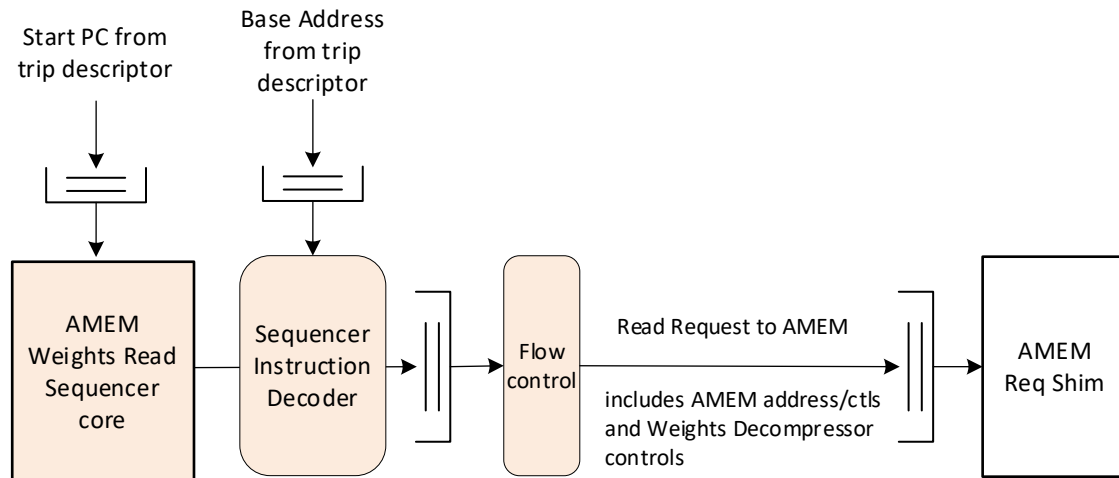 Start PC from
trip descriptor
Base Address
from trip
descriptor
AMEM
Weights Read
Sequencer
core
Sequencer
Instruction
Decoder
Flow
control
Read Request to AMEM
includes AMEM address/ctls
and Weights Decompressor
controls
AMEM
Req Shim